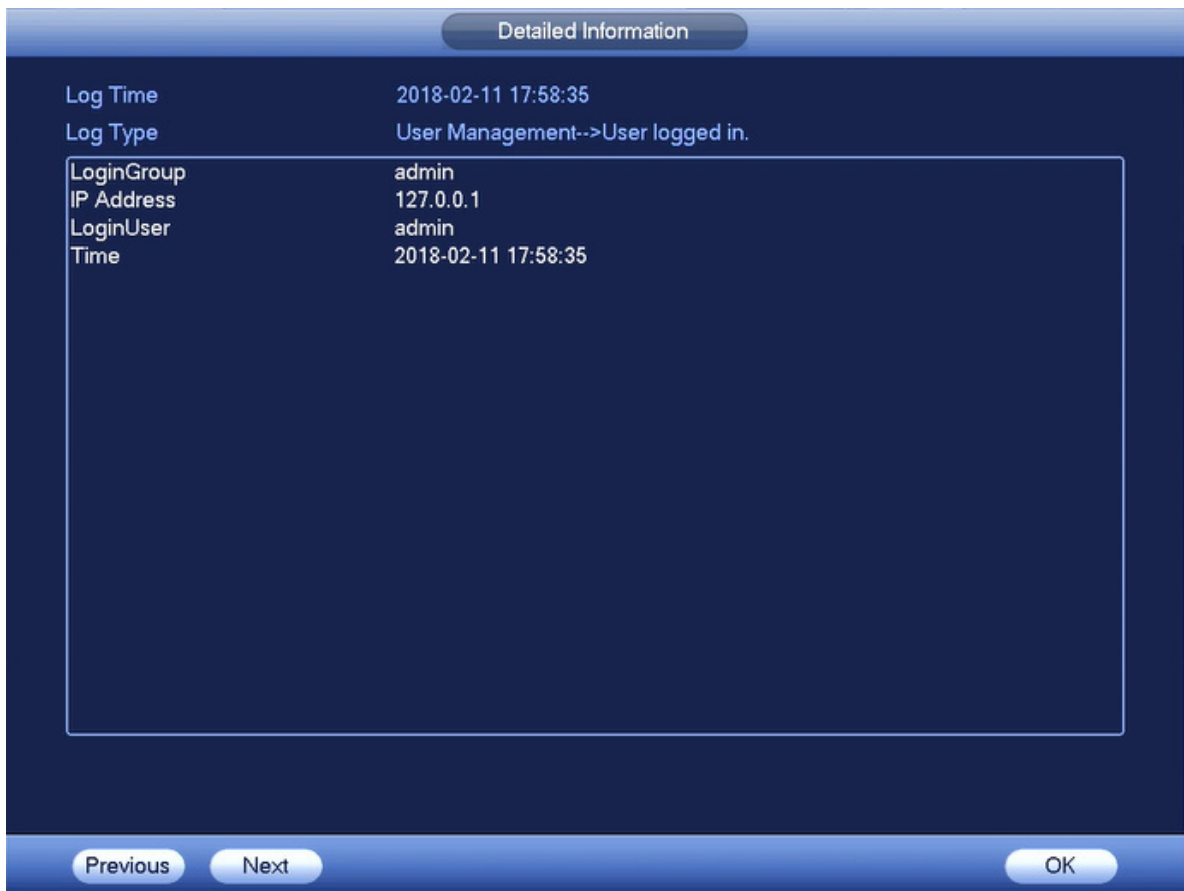 Detailed Information
Log Time 2018-02-11 17:58:35
Log Type User Management-->User logged in.
LoginGroup admin
IP Address 127.0.0.1
LoginUser admin
Time 2018-02-11 17:58:35
Previous Next OK